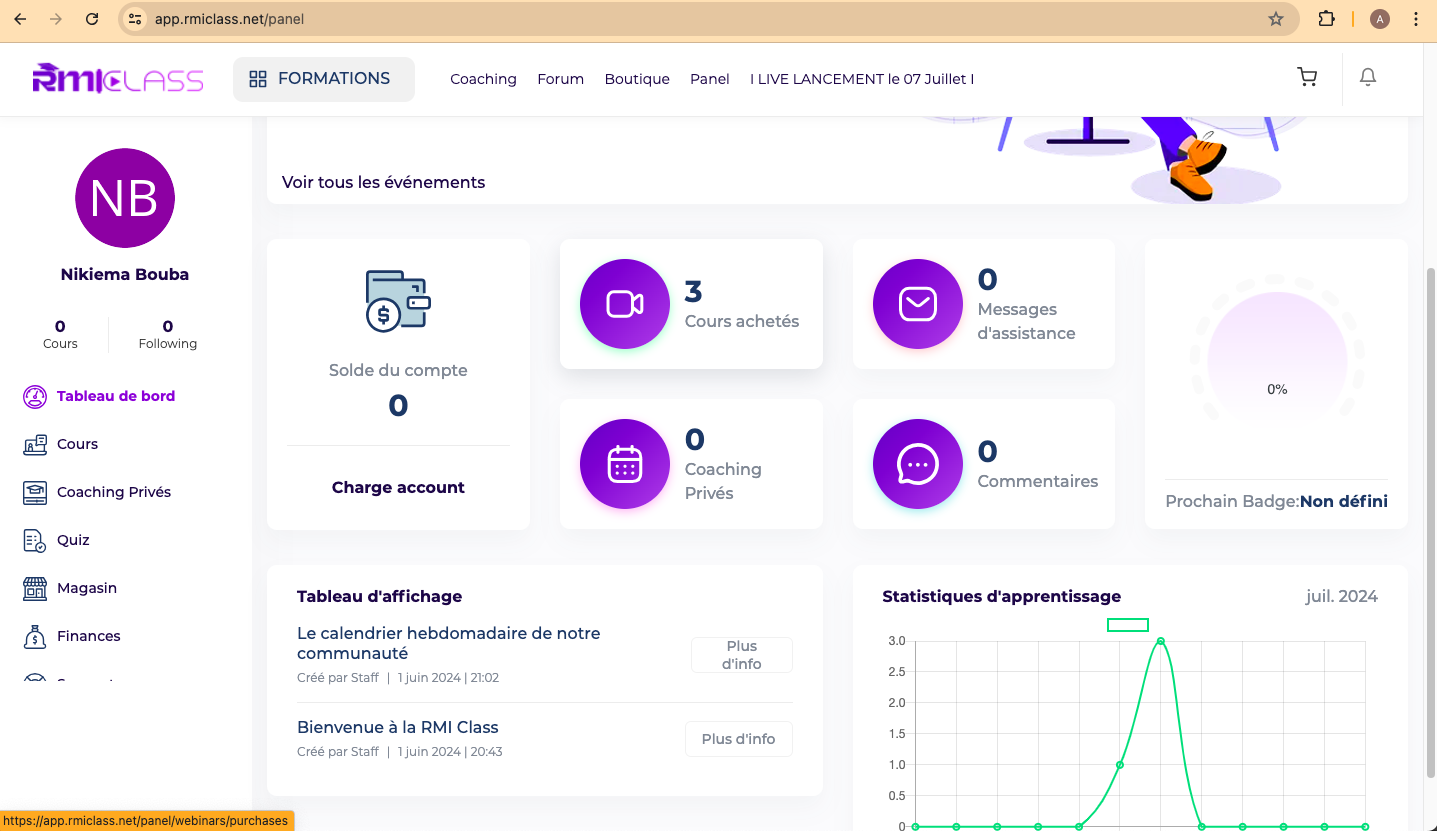 app.rmiclass.net/panel
A
RMICLASS
FORMATIONS
Coaching
Forum
Boutique
Panel
I LIVE LANCEMENT le 07 Juillet I
NB
Nikiema Bouba
0
Cours
0
Following
Tableau de bord
Cours
Coaching Privés
Quiz
Magasin
Finances
Voir tous les événements
Solde du compte
0
Charge account
3
Cours achetés
0
Messages
d'assistance
0
Coaching
Privés
0
Commentaires
0%
Prochain Badge:Non défini
Tableau d'affichage
Le calendrier hebdomadaire de notre
communauté
Créé par Staff | 1 juin 2024 | 21:02
Plus
d'info
Bienvenue à la RMI Class
Créé par Staff | 1 juin 2024 | 20:43
Plus d'info
Statistiques d'apprentissage
juil. 2024
3.0
2.5
2.0
1.5
1.0
0.5
0
https://app.rmiclass.net/panel/webinars/purchases